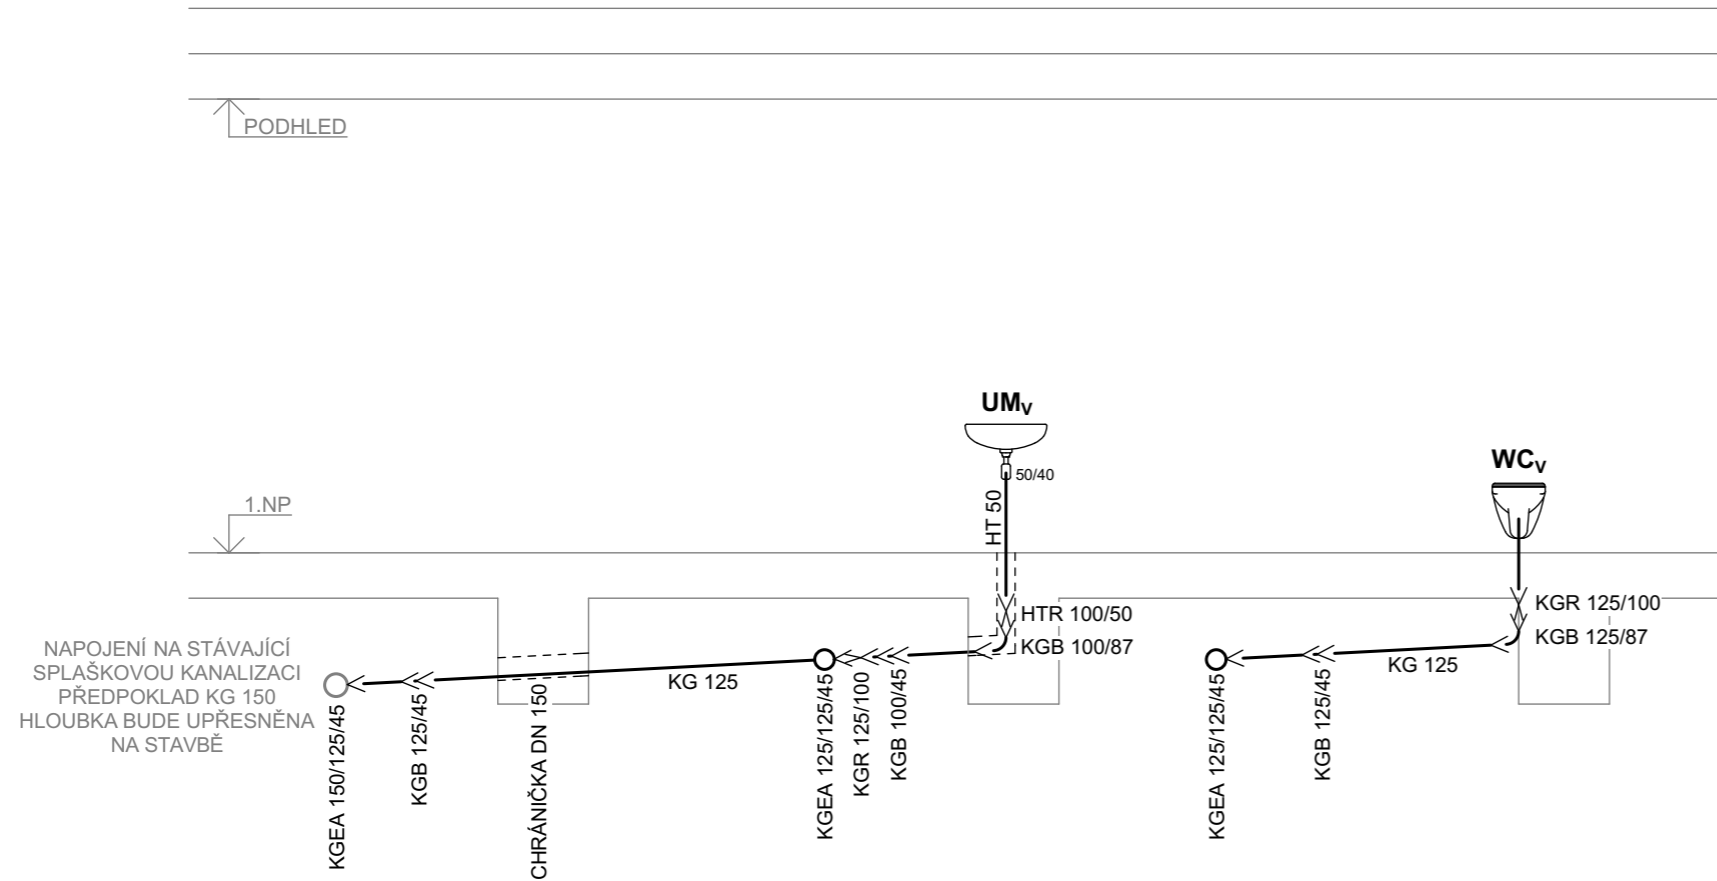 PODHLED
UMV
50/40
HT 50
WCV
1.NP
HTR 100/50
KGB 100/87
KGR 125/100
KGB 125/87
NAPOJENÍ NA STÁVAJÍCÍ
SPLAŠKOVOU KANALIZACI
PŘEDPOKLAD KG 150
HLOUBKA BUDE UPŘESNĚNA
NA STAVBĚ
KGEA 150/125/45
KGB 125/45
CHRÁNIČKA DN 150
KG 125
KGEA 125/125/45
KGR 125/100
KGB 100/45
KGEA 125/125/45
KGB 125/45
KG 125